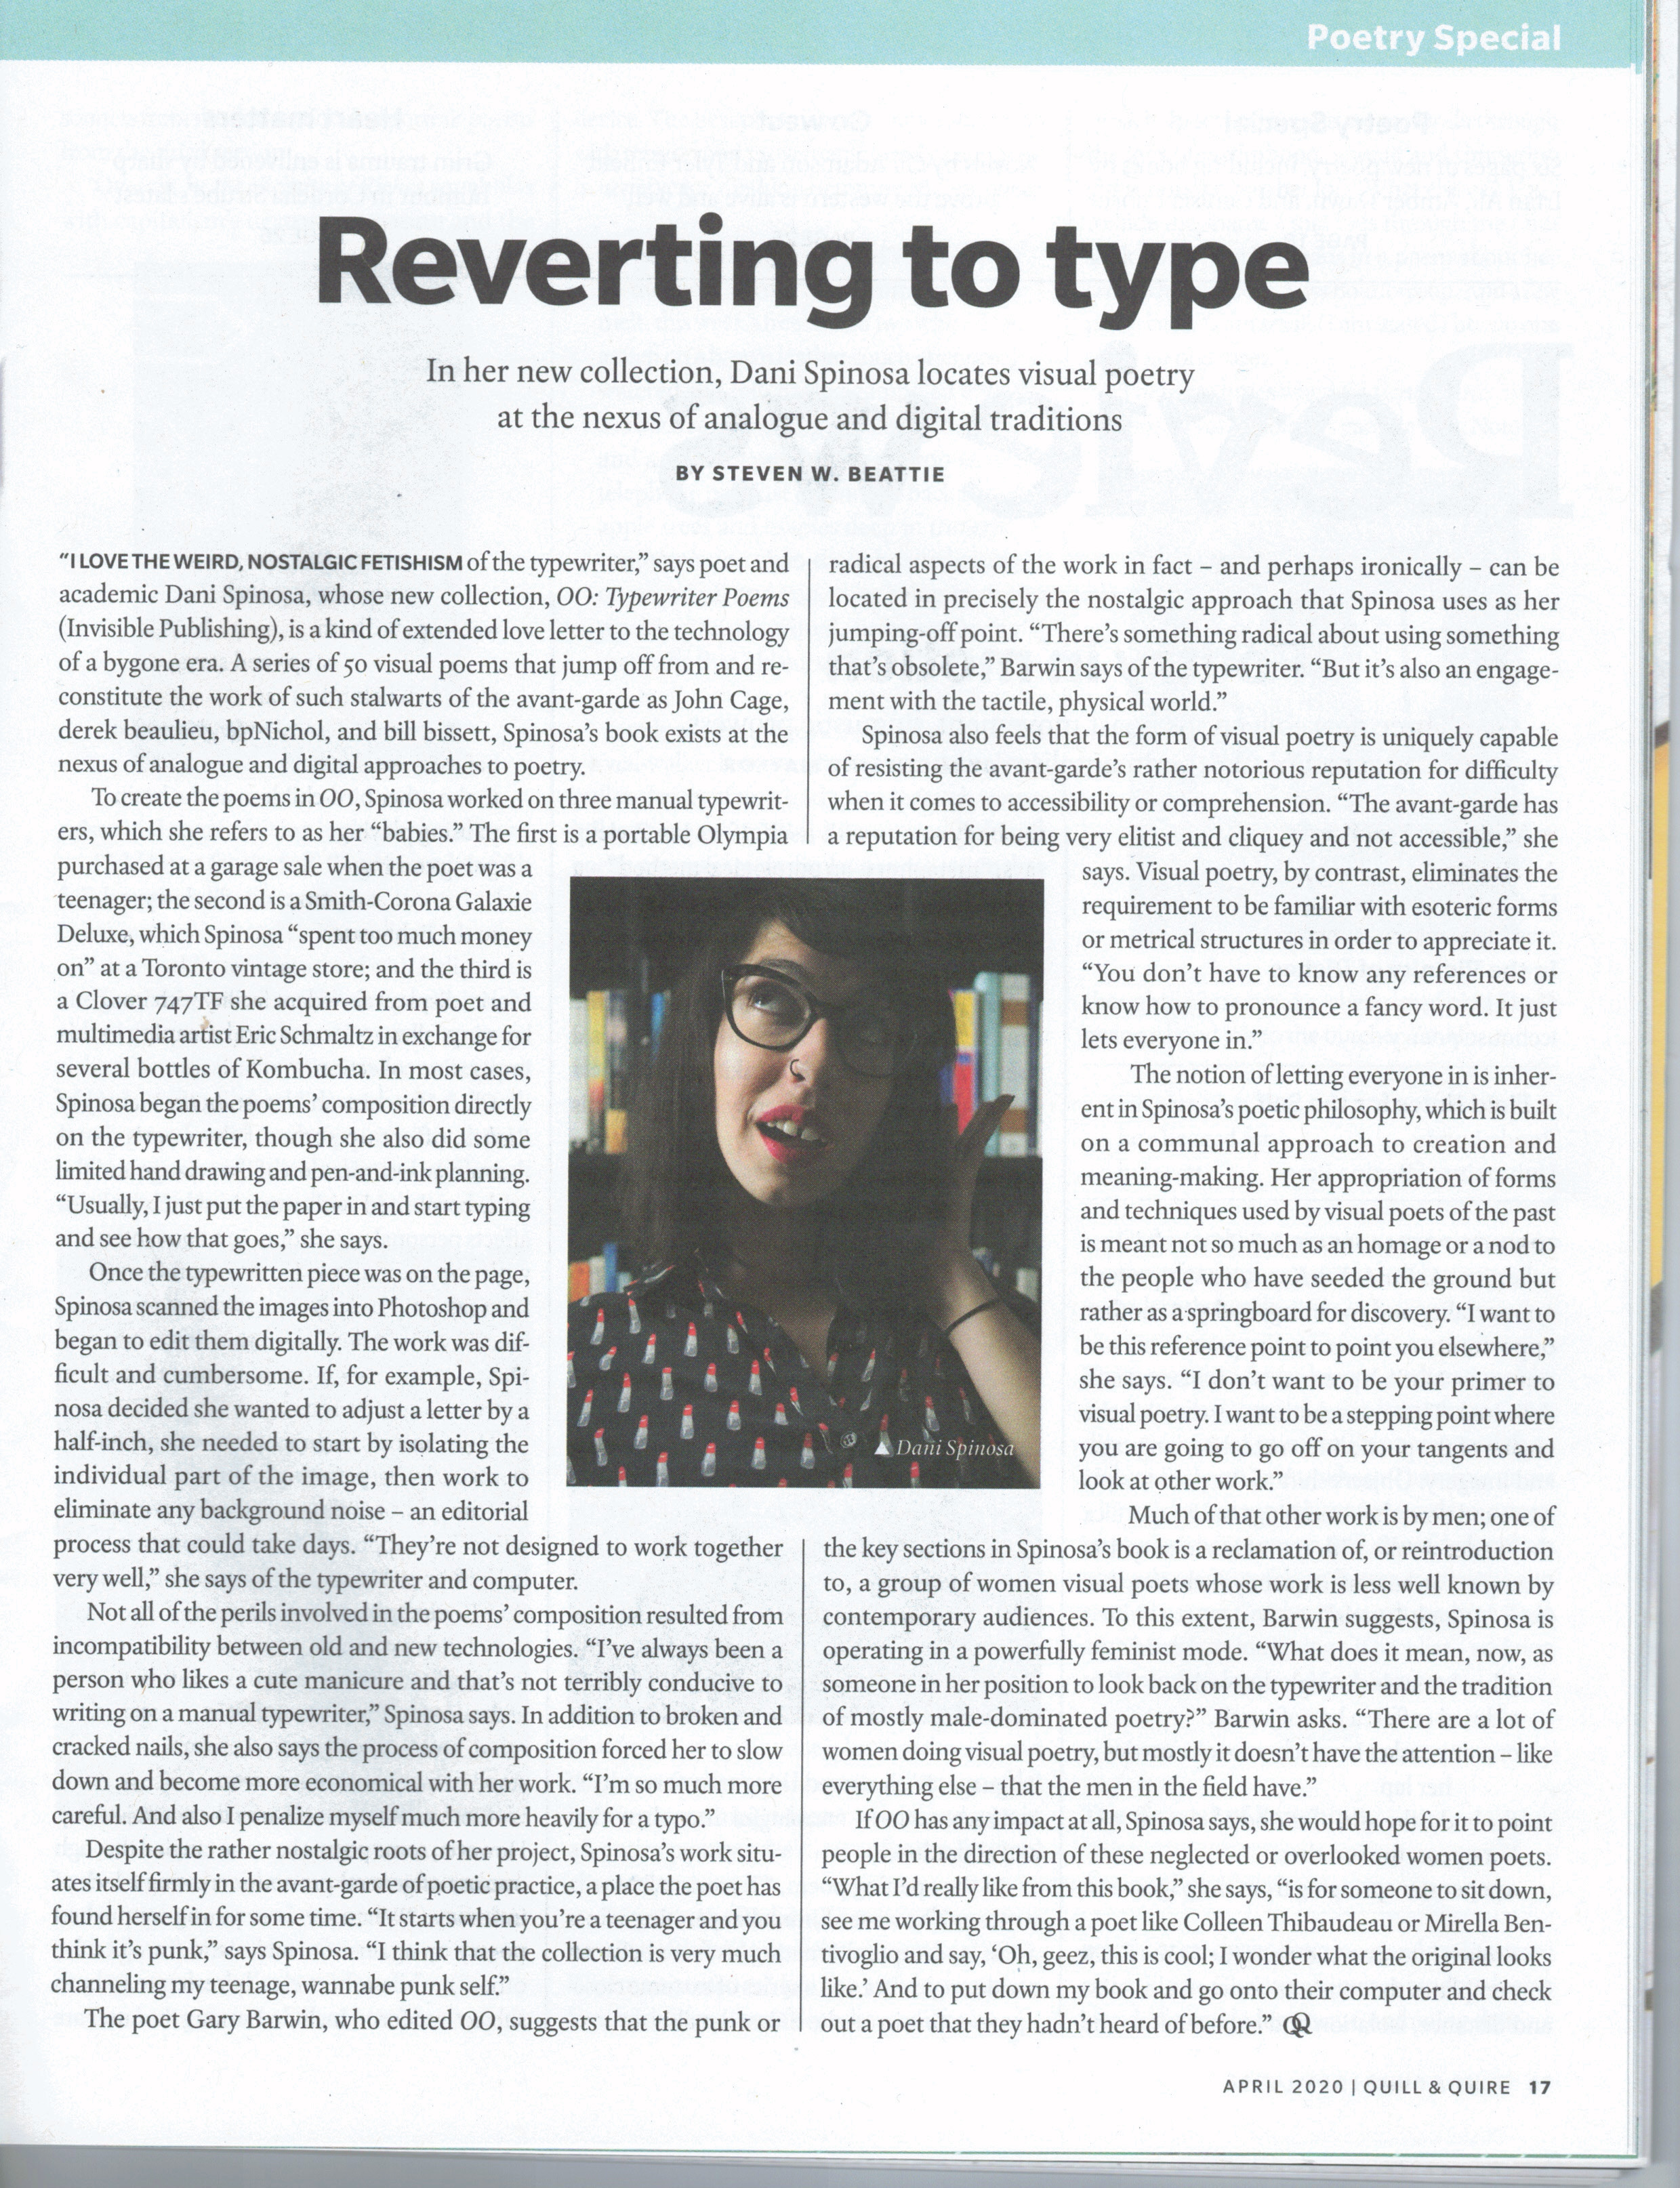 Poetry Special
Reverting to type
In her new collection, Dani Spinosa locates visual poetry
at the nexus of analogue and digital traditions
BY STEVEN W. BEATTIE
“I LOVE THE WEIRD, NOSTALGIC FETISHISM of the typewriter,” says poet and
academic Dani Spinosa, whose new collection, OO: Typewriter Poems
(Invisible Publishing), is a kind of extended love letter to the technology
of a bygone era. A series of 50 visual poems that jump off from and re-
constitute the work of such stalwarts of the avant-garde as John Cage,
derek beaulieu, bpNichol, and bill bissett, Spinosa’s book exists at the
nexus of analogue and digital approaches to poetry.
To create the poems in OO, Spinosa worked on three manual typewrit-
ers, which she refers to as her “babies.” The first is a portable Olympia
purchased at a garage sale when the poet was a
teenager; the second is a Smith-Corona Galaxie
Deluxe, which Spinosa “spent too much money
on” at a Toronto vintage store; and the third is
a Clover 747TF she acquired from poet and
multimedia artist Eric Schmaltz in exchange for
several bottles of Kombucha. In most cases,
Spinosa began the poems’ composition directly
on the typewriter, though she also did some
limited hand drawing and pen-and-ink planning.
“Usually, I just put the paper in and start typing
and see how that goes,” she says.
Once the typewritten piece was on the page,
Spinosa scanned the images into Photoshop and
began to edit them digitally. The work was dif-
ficult and cumbersome. If, for example, Spi-
nosa decided she wanted to adjust a letter by a
half-inch, she needed to start by isolating the
individual part of the image, then work to
eliminate any background noise – an editorial
process that could take days. “They’re not designed to work together
very well,” she says of the typewriter and computer.
Not all of the perils involved in the poems’ composition resulted from
incompatibility between old and new technologies. “I’ve always been a
person who likes a cute manicure and that’s not terribly conducive to
writing on a manual typewriter,” Spinosa says. In addition to broken and
cracked nails, she also says the process of composition forced her to slow
down and become more economical with her work. “I’m so much more
careful. And also I penalize myself much more heavily for a typo.”
Despite the rather nostalgic roots of her project, Spinosa’s work situ-
ates itself firmly in the avant-garde of poetic practice, a place the poet has
found herself in for some time. “It starts when you’re a teenager and you
think it’s punk,” says Spinosa. “I think that the collection is very much
channeling my teenage, wannabe punk self.”
The poet Gary Barwin, who edited OO, suggests that the punk or
radical aspects of the work in fact – and perhaps ironically – can be
located in precisely the nostalgic approach that Spinosa uses as her
jumping-off point. “There’s something radical about using something
that’s obsolete,” Barwin says of the typewriter. “But it’s also an engage-
ment with the tactile, physical world.”
Spinosa also feels that the form of visual poetry is uniquely capable
of resisting the avant-garde’s rather notorious reputation for difficulty
when it comes to accessibility or comprehension. “The avant-garde has
a reputation for being very elitist and cliquey and not accessible,” she
says. Visual poetry, by contrast, eliminates the
requirement to be familiar with esoteric forms
or metrical structures in order to appreciate it.
“You don’t have to know any references or
know how to pronounce a fancy word. It just
lets everyone in.”
The notion of letting everyone in is inher-
ent in Spinosa’s poetic philosophy, which is built
on a communal approach to creation and
meaning-making. Her appropriation of forms
and techniques used by visual poets of the past
is meant not so much as an homage or a nod to
the people who have seeded the ground but
rather as a springboard for discovery. “I want to
be this reference point to point you elsewhere,”
she says. “I don’t want to be your primer to
visual poetry. I want to be a stepping point where
you are going to go off on your tangents and
look at other work.”
Much of that other work is by men; one of
the key sections in Spinosa’s book is a reclamation of, or reintroduction
to, a group of women visual poets whose work is less well known by
contemporary audiences. To this extent, Barwin suggests, Spinosa is
operating in a powerfully feminist mode. “What does it mean, now, as
someone in her position to look back on the typewriter and the tradition
of mostly male-dominated poetry?” Barwin asks. “There are a lot of
women doing visual poetry, but mostly it doesn’t have the attention – like
everything else – that the men in the field have.”
If OO has any impact at all, Spinosa says, she would hope for it to point
people in the direction of these neglected or overlooked women poets.
“What I’d really like from this book,” she says, “is for someone to sit down,
see me working through a poet like Colleen Thibaudeau or Mirella Ben-
tivoglio and say, ‘Oh, geez, this is cool; I wonder what the original looks
like.’ And to put down my book and go onto their computer and check
out a poet that they hadn’t heard of before.” QQ
▲ Dani Spinosa
APRIL 2020 | QUILL & QUIRE 17